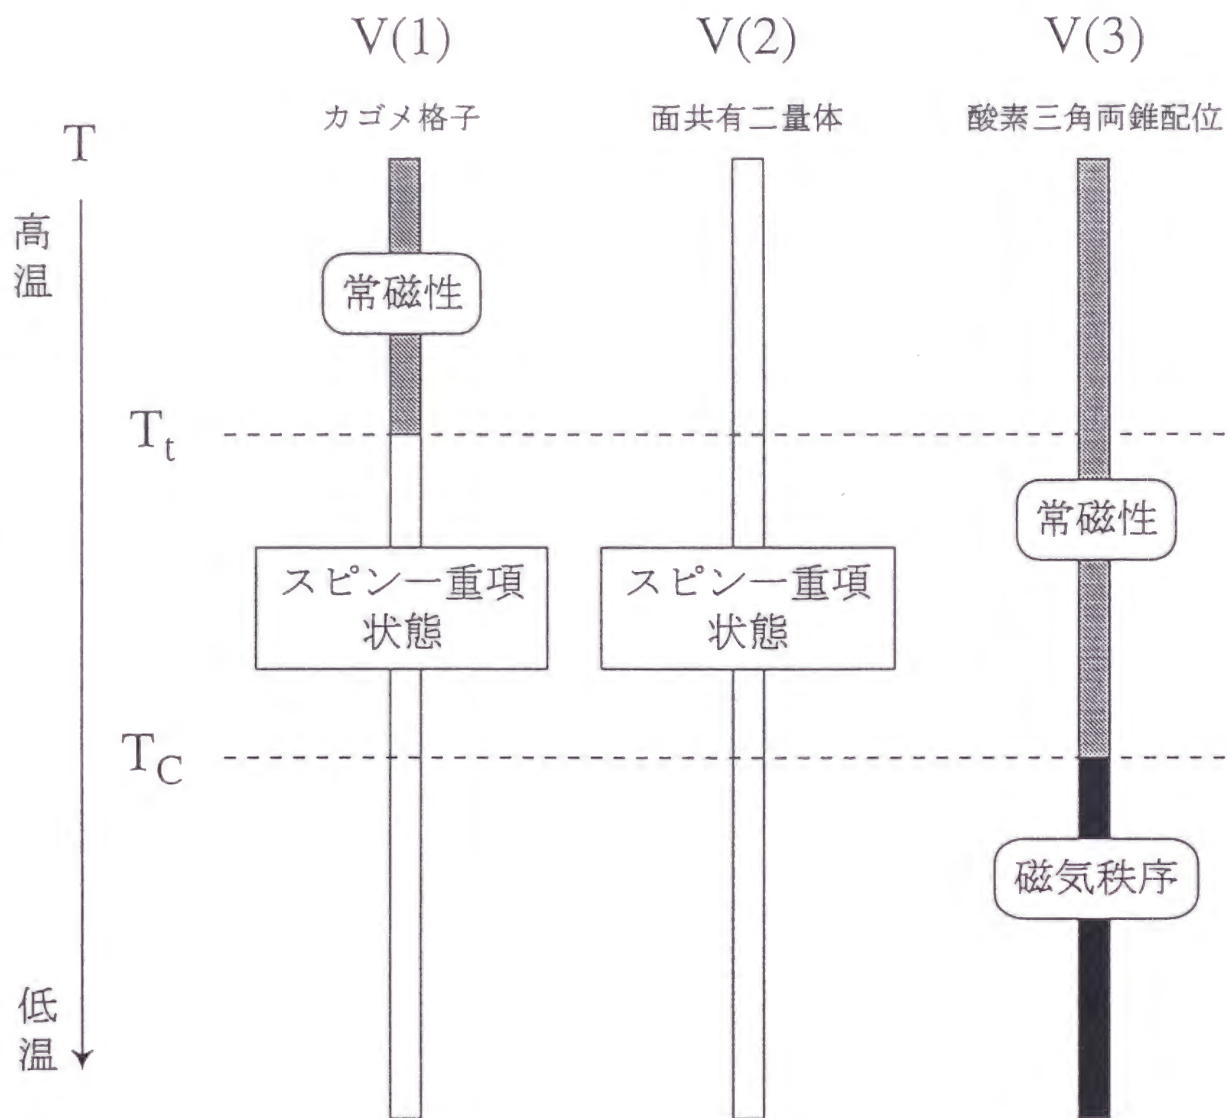 V(1)
V(2)
V(3)
カゴメ格子
面共有二量体
酸素三角両錐配位
T
高温
常磁性
Tt
常磁性
スピン一重項
状態
スピン一重項
状態
TC
磁気秩序
低温